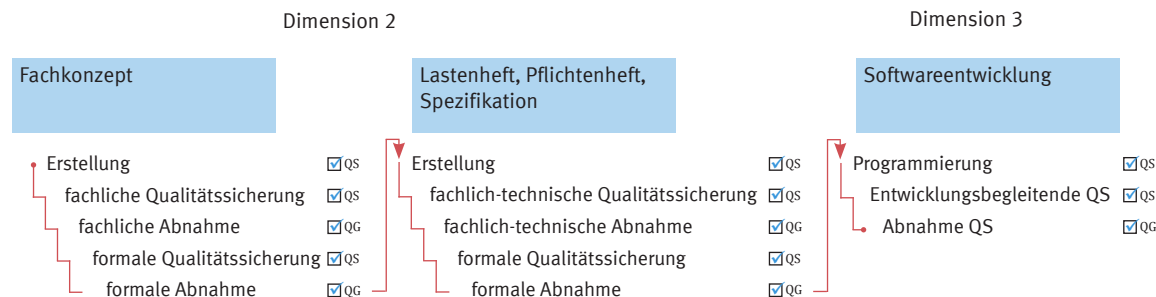 Dimension 2
Dimension 3
Fachkonzept
Lastenheft, Pflichtenheft,
Spezifikation
Softwareentwicklung
Erstellung QS
fachliche Qualitätssicherung QS
fachliche Abnahme QG
formale Qualitätssicherung QS
formale Abnahme QG
Erstellung QS
fachlich-technische Qualitätssicherung QS
fachlich-technische Abnahme QG
formale Qualitätssicherung QS
formale Abnahme QG
Programmierung QS
Entwicklungsbegleitende QS QS
Abnahme QS QG